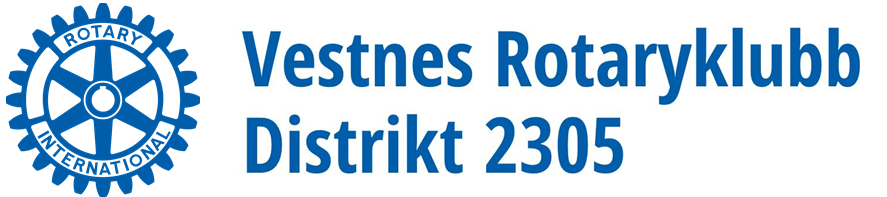 ROTARY
INTERNATIONAL
Vestnes Rotaryklubb
Distrikt 2305